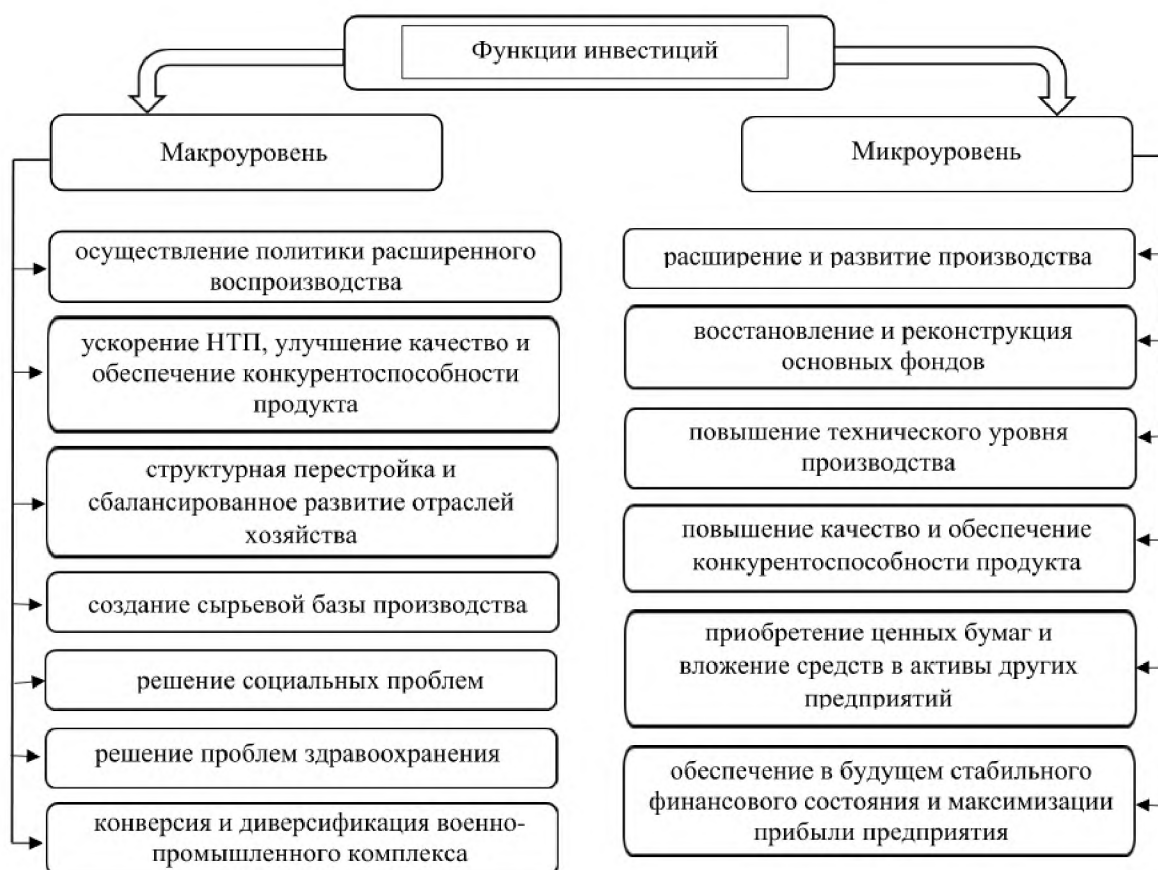 Функции инвестиций
Макроуровень
осуществление политики расширенного
воспроизводства
ускорение НТП, улучшение качество и
обеспечение конкурентоспособности
продукта
структурная перестройка и
сбалансированное развитие отраслей
хозяйства
создание сырьевой базы производства
решение социальных проблем
решение проблем здравоохранения
конверсия и диверсификация военно-
промышленного комплекса
Микроуровень
расширение и развитие производства
восстановление и реконструкция
основных фондов
повышение технического уровня
производства
повышение качество и обеспечение
конкурентоспособности продукта
приобретение ценных бумаг и
вложение средств в активы других
предприятий
обеспечение в будущем стабильного
финансового состояния и максимизации
прибыли предприятия